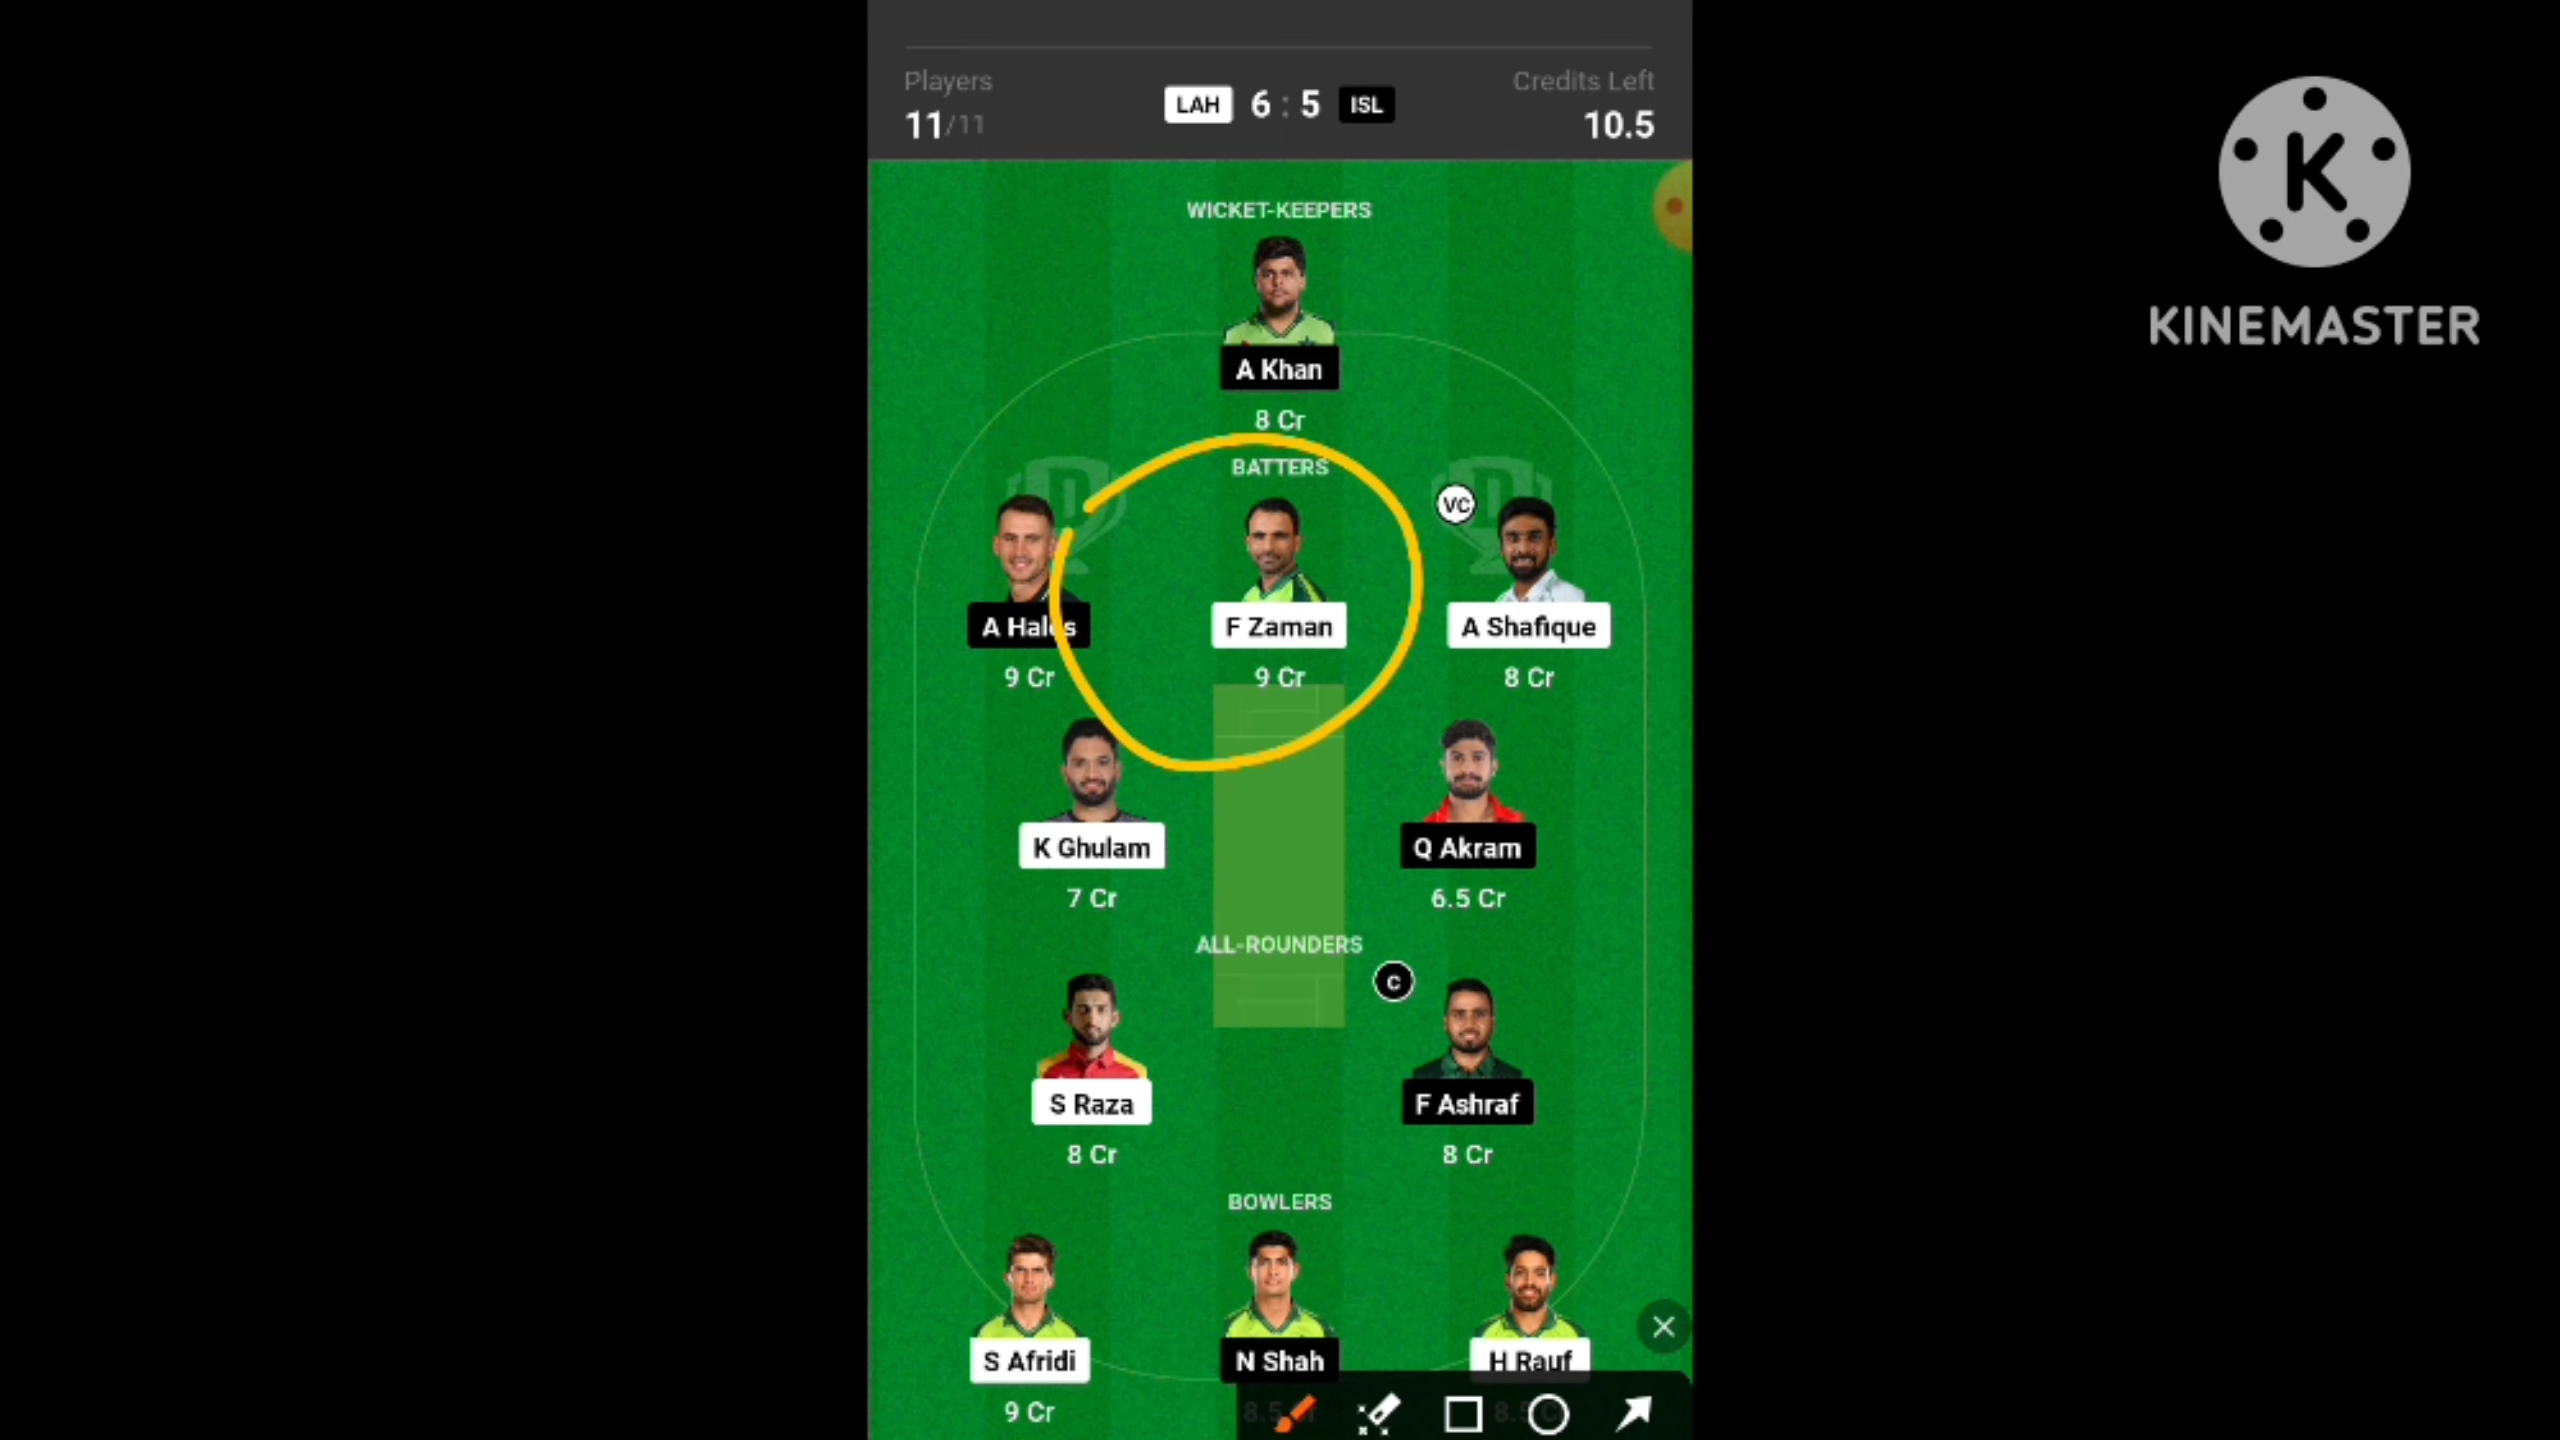 Players
11/11
LAH 6 : 5 ISL
Credits Left
10.5
K
KINEMASTER
WICKET-KEEPERS
A Khan
8 Cr
BATTERS
VC
A Hales F Zaman A Shafique
9 Cr 9 Cr 8 Cr
K Ghulam Q Akram
7 Cr 6.5 Cr
ALL-ROUNDERS
C
S Raza F Ashraf
8 Cr 8 Cr
BOWLERS
S Afridi N Shah H Rauf
9 Cr